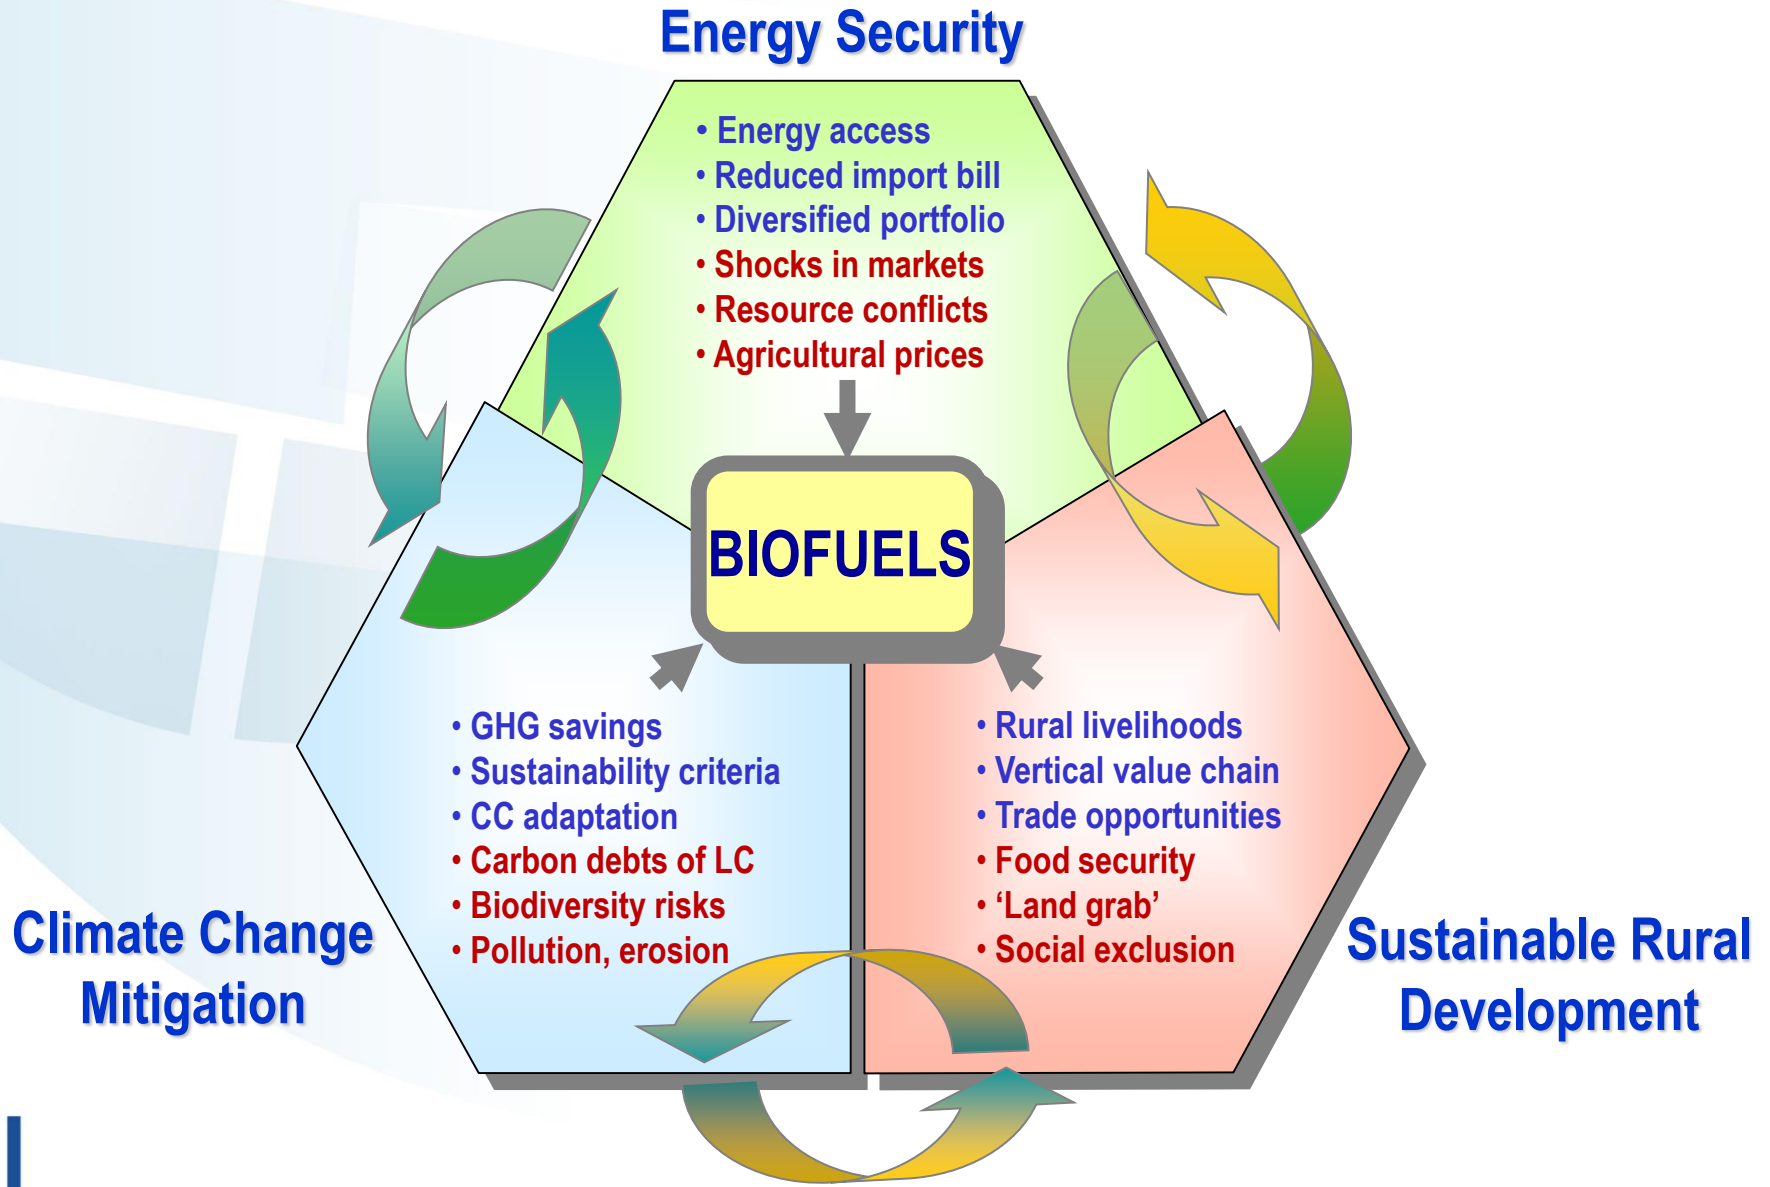 Energy Security
• Energy access
• Reduced import bill
• Diversified portfolio
• Shocks in markets
• Resource conflicts
• Agricultural prices
BIOFUELS
• GHG savings
• Sustainability criteria
• CC adaptation
• Carbon debts of LC
• Biodiversity risks
• Pollution, erosion
• Rural livelihoods
• Vertical value chain
• Trade opportunities
• Food security
• ‘Land grab’
• Social exclusion
Climate Change
Mitigation
Sustainable Rural
Development